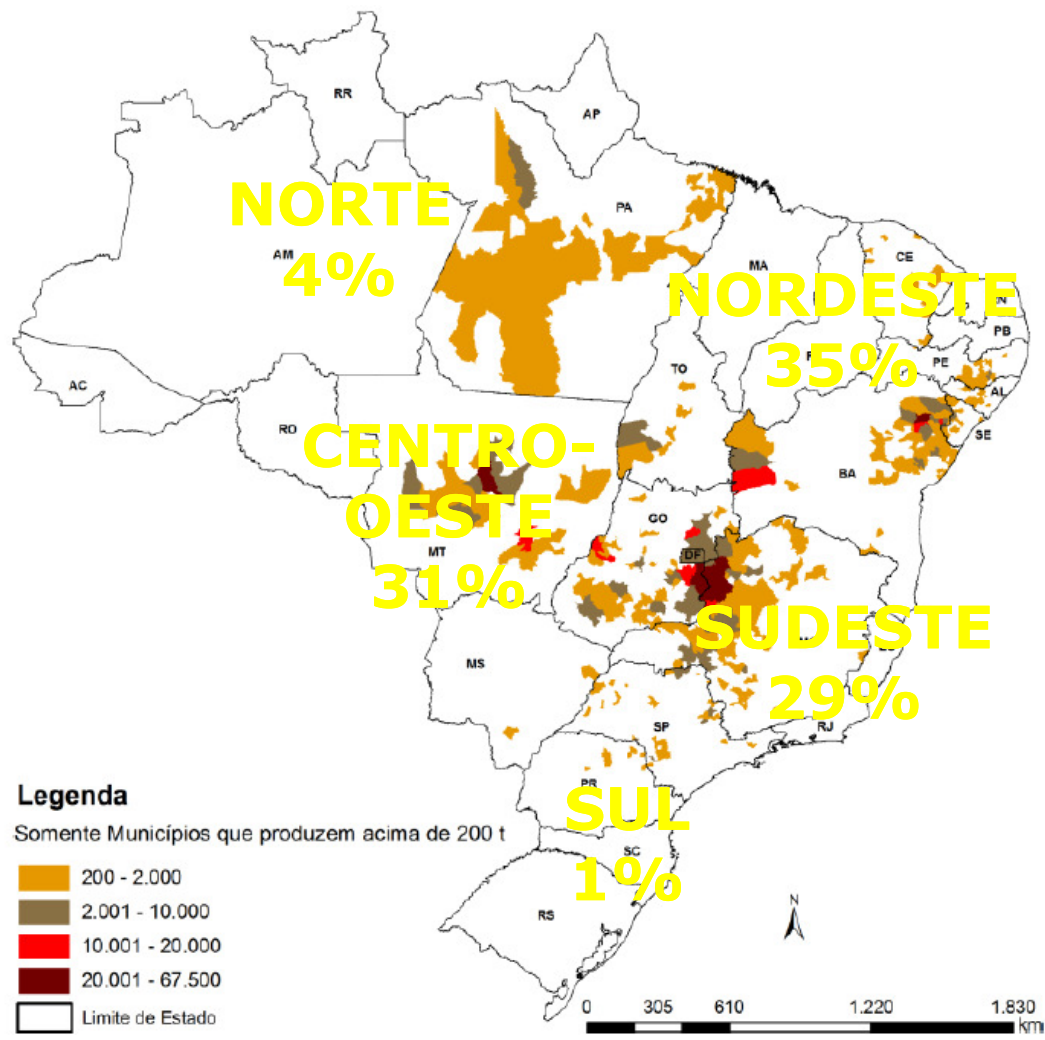 RR
AP
NORTE
4%
AM
PA
MA
CE
NORDESTE
35%
N
PB
PE
AL
SE
AC
RO
TO
BA
CENTRO-
OESTE
31%
MT
GO
DF
SUDESTE
29%
MS
SP
RJ
PR
SUL
1%
SC
RS
N
Legenda
Somente Municípios que produzem acima de 200 t
200 - 2.000
2.001 - 10.000
10.001 - 20.000
20.001 - 67.500
Limite de Estado
0 305 610 1.220 1.830
km